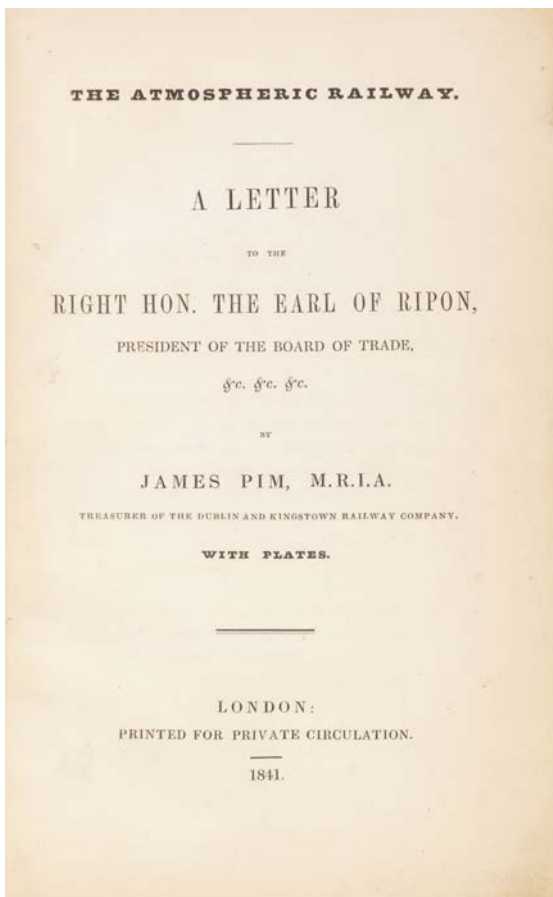 THE ATMOSPHERIC RAILWAY.
A LETTER
TO THE
RIGHT HON. THE EARL OF RIPON,
PRESIDENT OF THE BOARD OF TRADE,
&c. &c. &c.
BY
JAMES PIM, M.R.I.A.
TREASURER OF THE DUBLIN AND KINGSTOWN RAILWAY COMPANY.
WITH PLATES.
LONDON:
PRINTED FOR PRIVATE CIRCULATION.
1841.